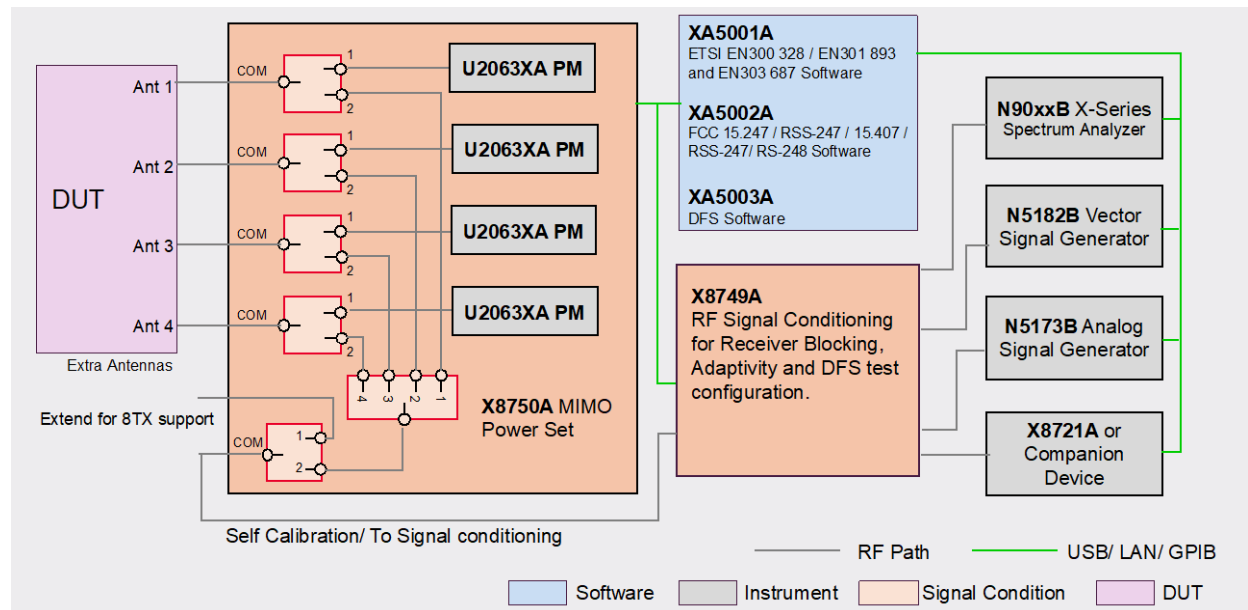 DUT
Ant 1
Ant 2
Ant 3
Ant 4
Extra Antennas
Extend for 8TX support
COM
1
2
U2063XA PM
COM
1
2
U2063XA PM
COM
1
2
U2063XA PM
COM
1
2
U2063XA PM
4
3
2
1
X8750A MIMO
Power Set
COM
1
2
Self Calibration/ To Signal conditioning
XA5001A
ETSI EN300 328 / EN301 893
and EN303 687 Software
XA5002A
FCC 15.247 / RSS-247 / 15.407 /
RSS-247/ RS-248 Software
XA5003A
DFS Software
X8749A
RF Signal Conditioning
for Receiver Blocking,
Adaptivity and DFS test
configuration.
N90xxB X-Series
Spectrum Analyzer
N5182B Vector
Signal Generator
N5173B Analog
Signal Generator
X8721A or
Companion
Device
RF Path
USB/ LAN/ GPIB
Software
Instrument
Signal Condition
DUT